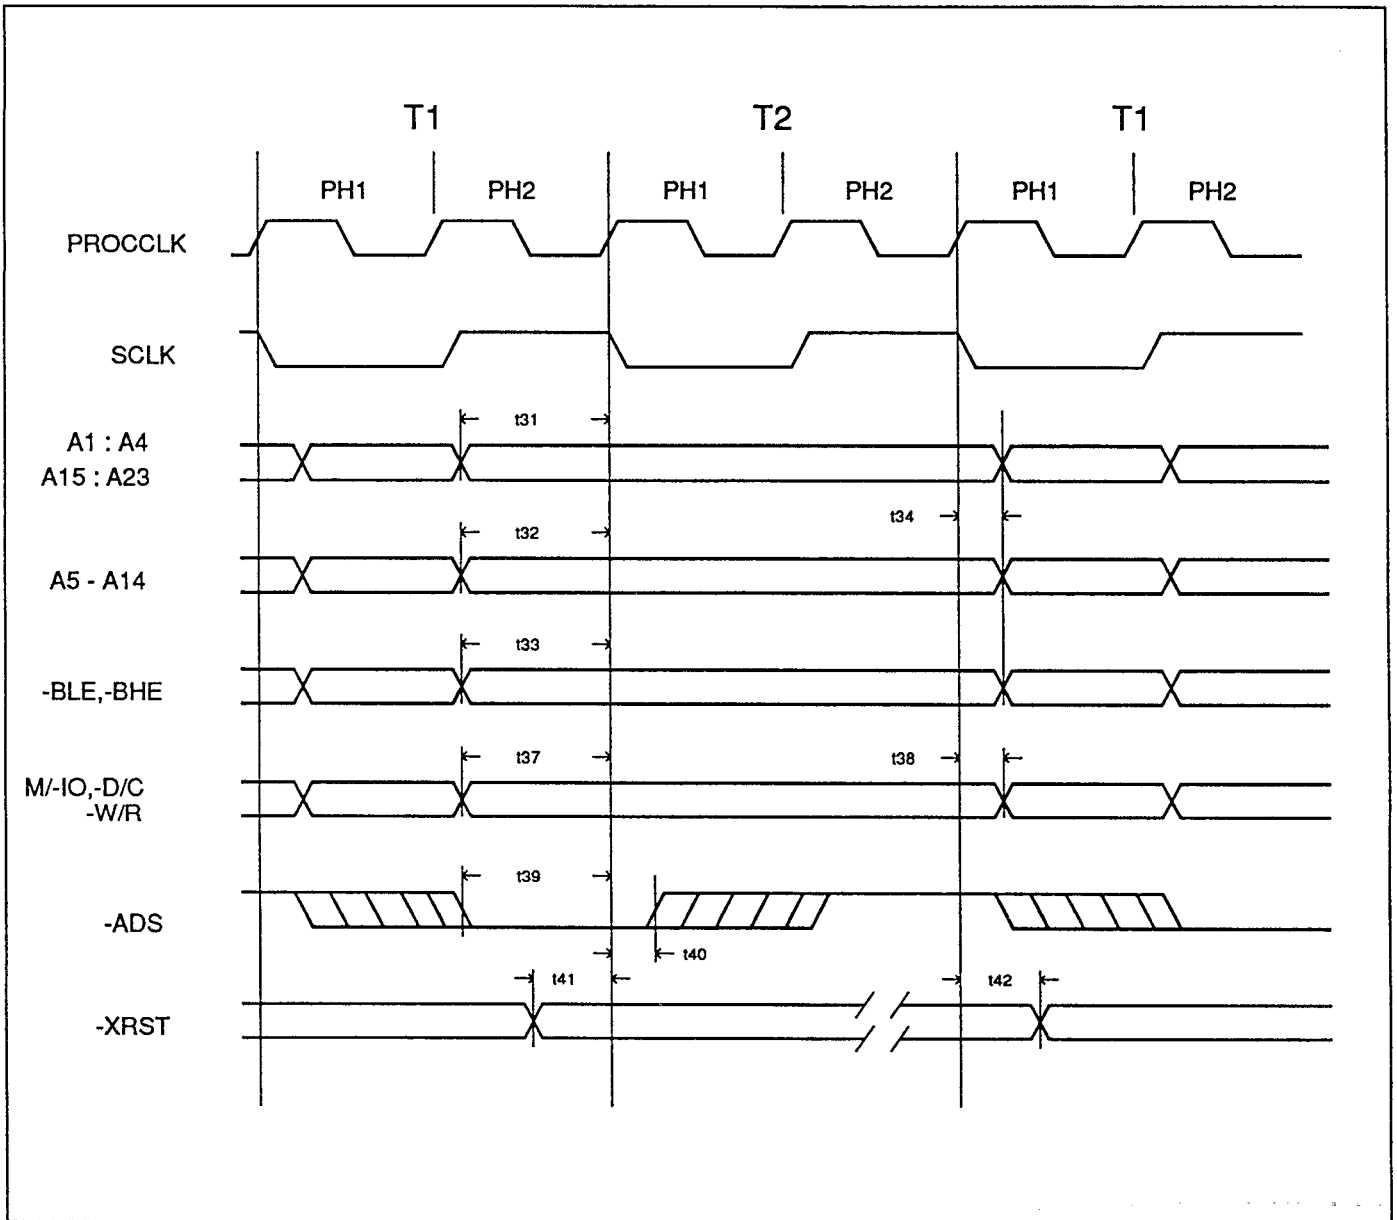 T1 T2 T1
PH1 PH2 PH1 PH2 PH1 PH2
PROCCLK
SCLK
t31
A1 : A4
A15 : A23
t34
t32
A5 - A14
t33
-BLE,-BHE
t37 t38
M/-IO,-D/C
-W/R
t39
-ADS
t40
t41 t42
-XRST